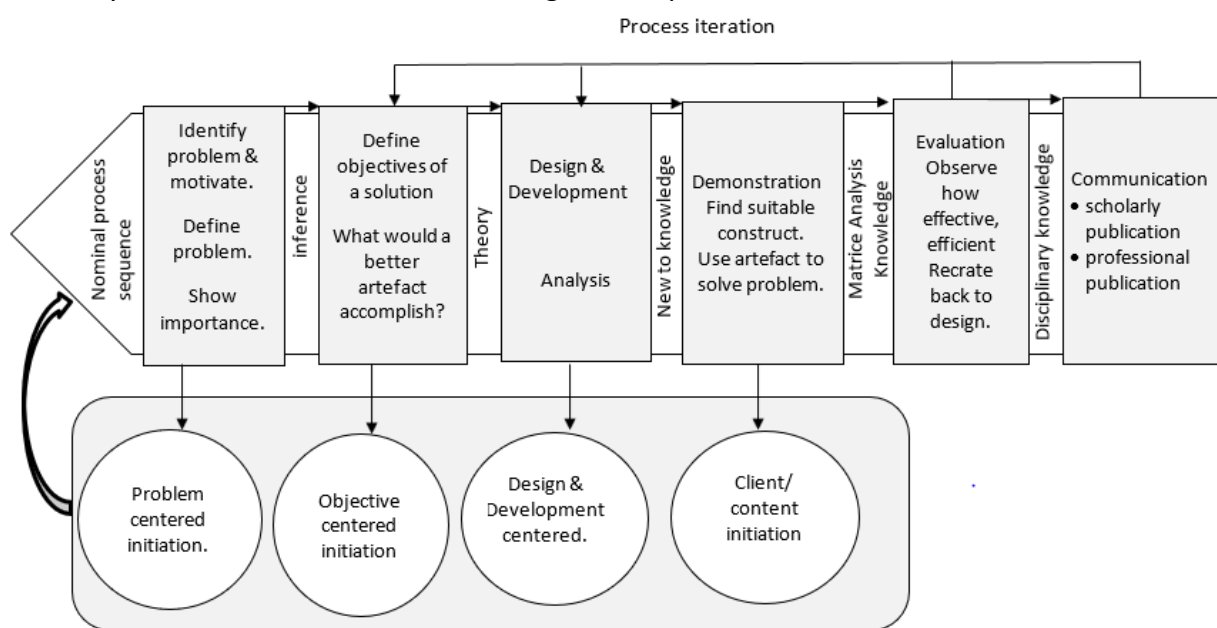 Process iteration
Nominal process
sequence
Identify
problem &
motivate.
Define
problem.
Show
importance.
inference
Define
objectives of
a solution
What would a
better
artefact
accomplish?
Theory
Design &
Development
Analysis
New to knowledge
Demonstration
Find suitable
construct.
Use artefact to
solve problem.
Matrice Analysis
Knowledge
Evaluation
Observe
how
effective,
efficient
Recrate
back to
design.
Disciplinary knowledge
Communication
• scholarly
publication
• professional
publication
Problem
centered
initiation.
Objective
centered
initiation
Design &
Development
centered.
Client/
content
initiation